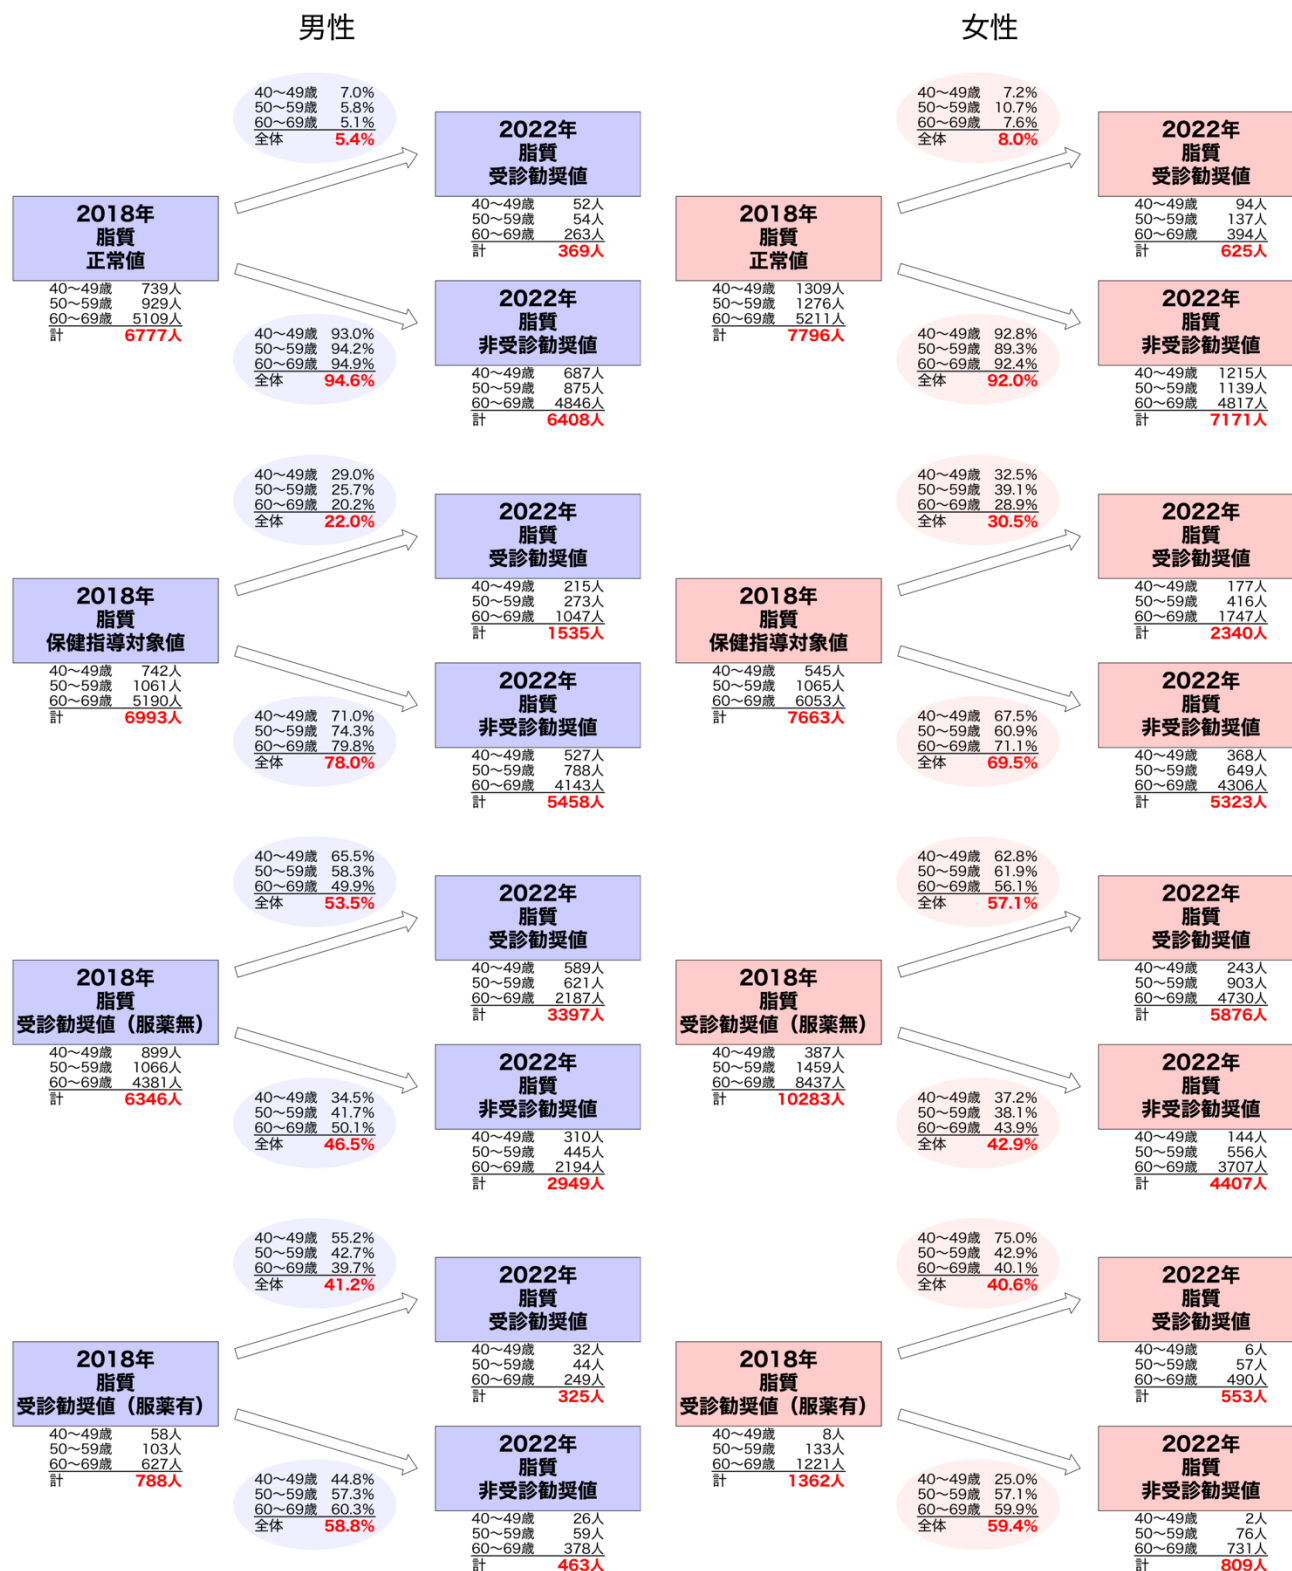 男性
40～49歳 7.0%
50～59歳 5.8%
60～69歳 5.1%
全体 5.4%
2022年
脂質
受診勧奨値
40～49歳 52人
50～59歳 54人
60～69歳 263人
計 369人
2018年
脂質
正常値
40～49歳 739人
50～59歳 929人
60～69歳 5109人
計 6777人
2022年
脂質
非受診勧奨値
40～49歳 687人
50～59歳 875人
60～69歳 4846人
計 6408人
40～49歳 93.0%
50～59歳 94.2%
60～69歳 94.9%
全体 94.6%
40～49歳 29.0%
50～59歳 25.7%
60～69歳 20.2%
全体 22.0%
2022年
脂質
受診勧奨値
40～49歳 215人
50～59歳 273人
60～69歳 1047人
計 1535人
2018年
脂質
保健指導対象値
40～49歳 742人
50～59歳 1061人
60～69歳 5190人
計 6993人
2022年
脂質
非受診勧奨値
40～49歳 527人
50～59歳 788人
60～69歳 4143人
計 5458人
40～49歳 71.0%
50～59歳 74.3%
60～69歳 79.8%
全体 78.0%
40～49歳 65.5%
50～59歳 58.3%
60～69歳 49.9%
全体 53.5%
2022年
脂質
受診勧奨値
40～49歳 589人
50～59歳 621人
60～69歳 2187人
計 3397人
2018年
脂質
受診勧奨値（服薬無）
40～49歳 899人
50～59歳 1066人
60～69歳 4381人
計 6346人
2022年
脂質
非受診勧奨値
40～49歳 310人
50～59歳 445人
60～69歳 2194人
計 2949人
40～49歳 34.5%
50～59歳 41.7%
60～69歳 50.1%
全体 46.5%
40～49歳 55.2%
50～59歳 42.7%
60～69歳 39.7%
全体 41.2%
2022年
脂質
受診勧奨値
40～49歳 32人
50～59歳 44人
60～69歳 249人
計 325人
2018年
脂質
受診勧奨値（服薬有）
40～49歳 58人
50～59歳 103人
60～69歳 627人
計 788人
2022年
脂質
非受診勧奨値
40～49歳 26人
50～59歳 59人
60～69歳 378人
計 463人
40～49歳 44.8%
50～59歳 57.3%
60～69歳 60.3%
全体 58.8%
女性
40～49歳 7.2%
50～59歳 10.7%
60～69歳 7.6%
全体 8.0%
2022年
脂質
受診勧奨値
40～49歳 94人
50～59歳 137人
60～69歳 394人
計 625人
2018年
脂質
正常値
40～49歳 1309人
50～59歳 1276人
60～69歳 5211人
計 7796人
2022年
脂質
非受診勧奨値
40～49歳 1215人
50～59歳 1139人
60～69歳 4817人
計 7171人
40～49歳 92.8%
50～59歳 89.3%
60～69歳 92.4%
全体 92.0%
40～49歳 32.5%
50～59歳 39.1%
60～69歳 28.9%
全体 30.5%
2022年
脂質
受診勧奨値
40～49歳 177人
50～59歳 416人
60～69歳 1747人
計 2340人
2018年
脂質
保健指導対象値
40～49歳 545人
50～59歳 1065人
60～69歳 6053人
計 7663人
2022年
脂質
非受診勧奨値
40～49歳 368人
50～59歳 649人
60～69歳 4306人
計 5323人
40～49歳 67.5%
50～59歳 60.9%
60～69歳 71.1%
全体 69.5%
40～49歳 62.8%
50～59歳 61.9%
60～69歳 56.1%
全体 57.1%
2022年
脂質
受診勧奨値
40～49歳 243人
50～59歳 903人
60～69歳 4730人
計 5876人
2018年
脂質
受診勧奨値（服薬無）
40～49歳 387人
50～59歳 1459人
60～69歳 8437人
計 10283人
2022年
脂質
非受診勧奨値
40～49歳 144人
50～59歳 556人
60～69歳 3707人
計 4407人
40～49歳 37.2%
50～59歳 38.1%
60～69歳 43.9%
全体 42.9%
40～49歳 75.0%
50～59歳 42.9%
60～69歳 40.1%
全体 40.6%
2022年
脂質
受診勧奨値
40～49歳 6人
50～59歳 57人
60～69歳 490人
計 553人
2018年
脂質
受診勧奨値（服薬有）
40～49歳 8人
50～59歳 133人
60～69歳 1221人
計 1362人
2022年
脂質
非受診勧奨値
40～49歳 2人
50～59歳 76人
60～69歳 731人
計 809人
40～49歳 25.0%
50～59歳 57.1%
60～69歳 59.9%
全体 59.4%